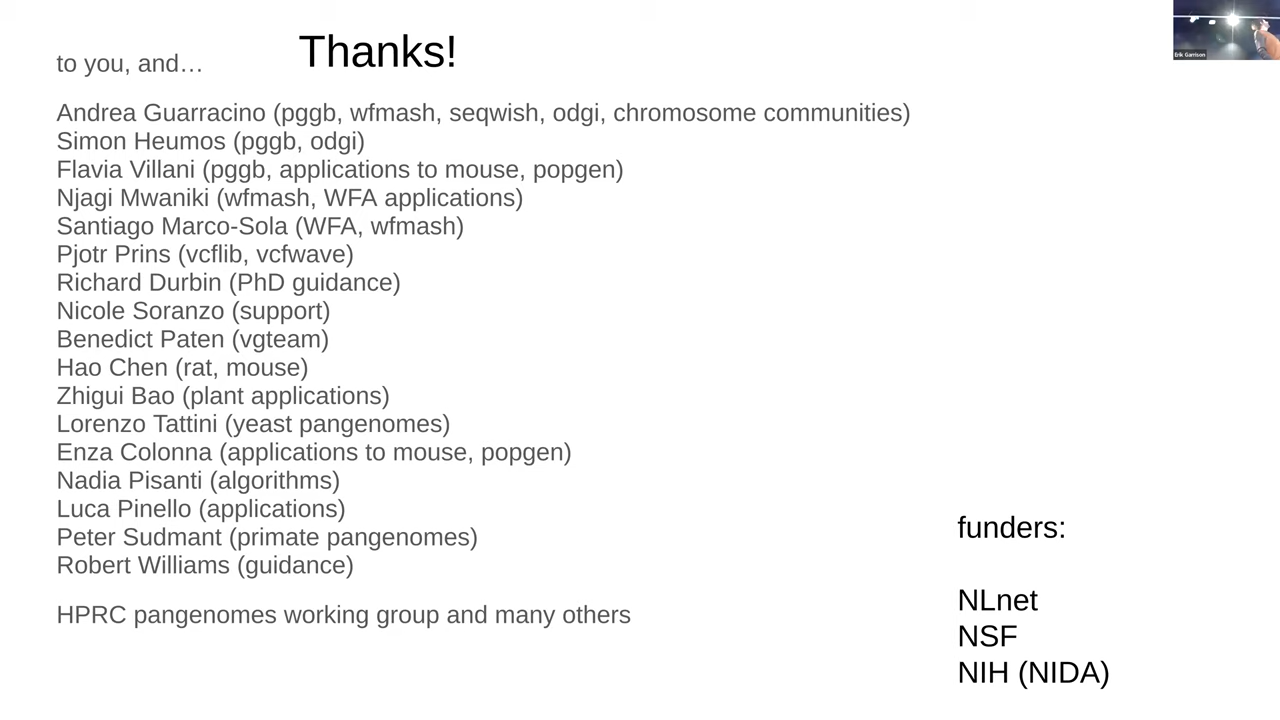 Thanks!
to you, and…
Andrea Guarracino (pggb, wfmash, seqwish, odgi, chromosome communities)
Simon Heumos (pggb, odgi)
Flavia Villani (pggb, applications to mouse, popgen)
Njagi Mwaniki (wfmash, WFA applications)
Santiago Marco-Sola (WFA, wfmash)
Pjotr Prins (vcflib, vcfwave)
Richard Durbin (PhD guidance)
Nicole Soranzo (support)
Benedict Paten (vgteam)
Hao Chen (rat, mouse)
Zhigui Bao (plant applications)
Lorenzo Tattini (yeast pangenomes)
Enza Colonna (applications to mouse, popgen)
Nadia Pisanti (algorithms)
Luca Pinello (applications)
Peter Sudmant (primate pangenomes)
Robert Williams (guidance)
HPRC pangenomes working group and many others
funders:
NLnet
NSF
NIH (NIDA)
Erik Garrison